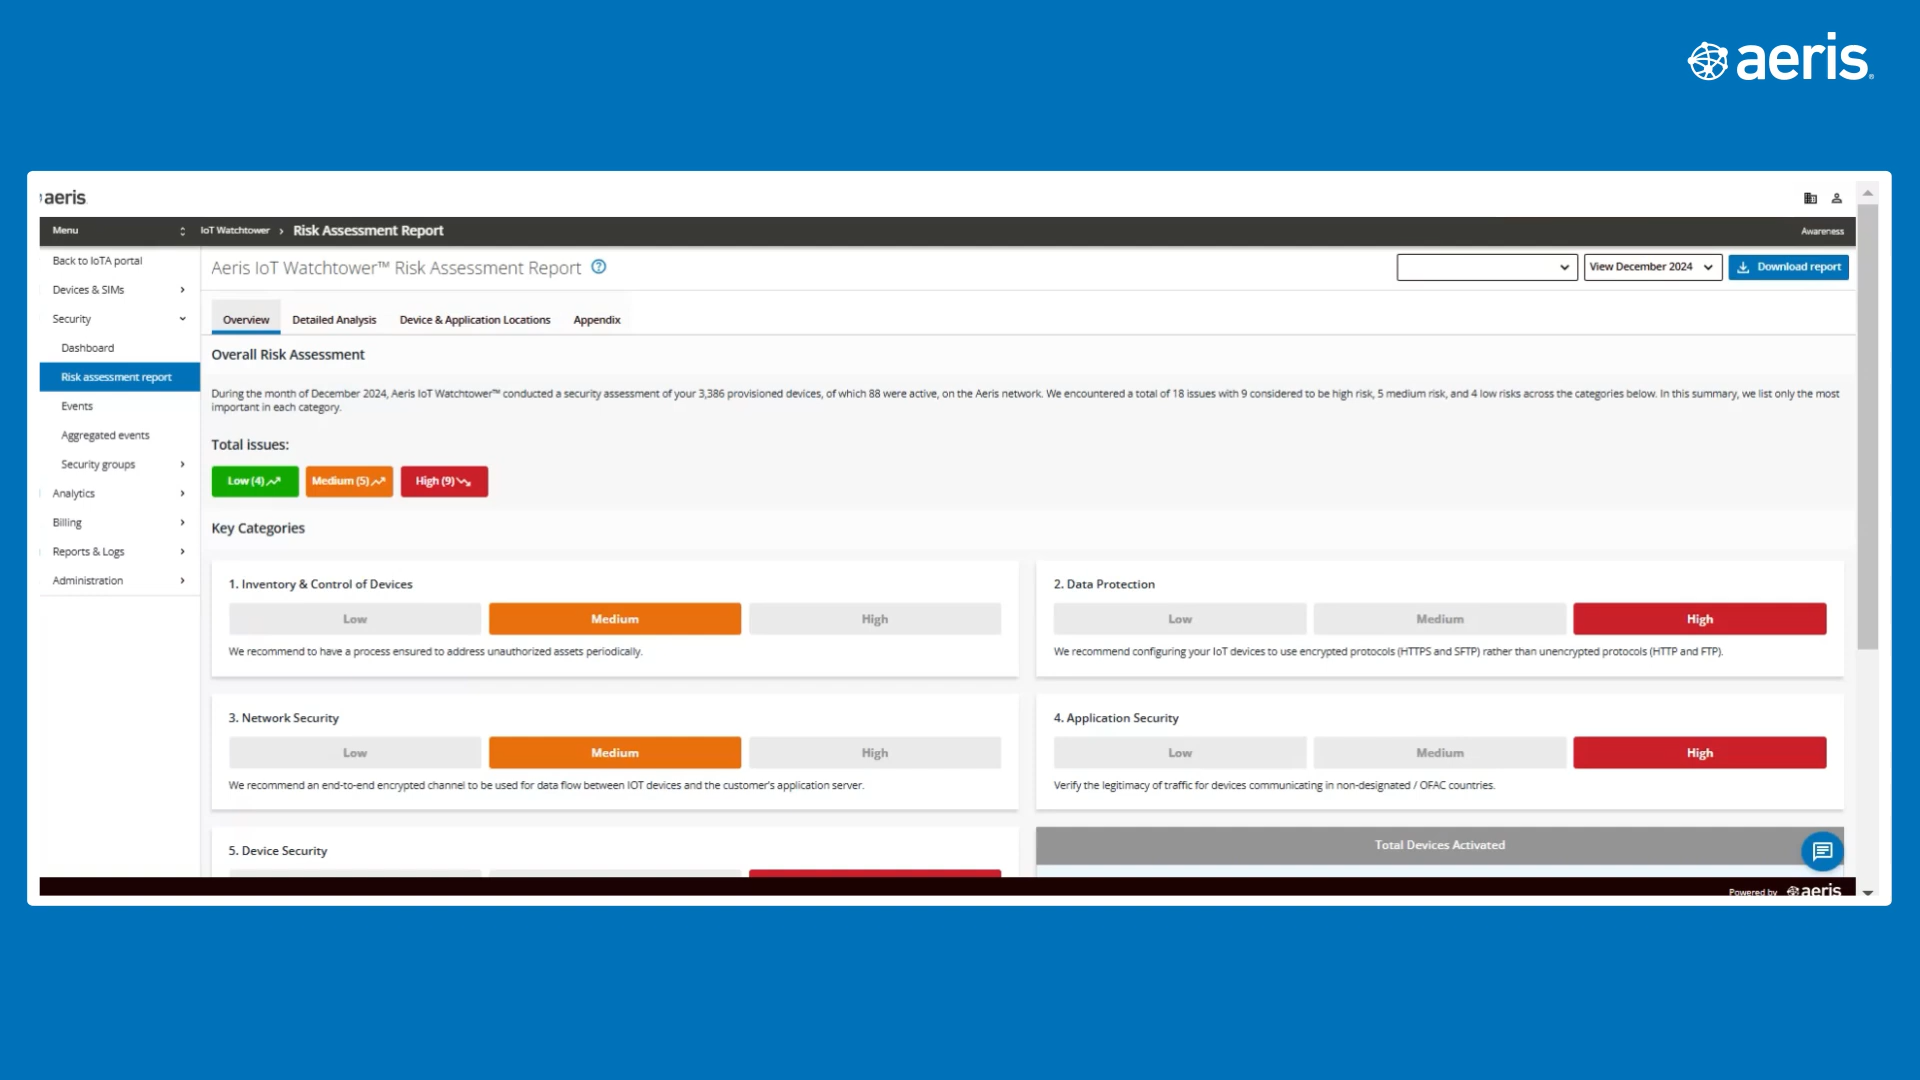 aeris
aeris
Menu
IoT Watchtower > Risk Assessment Report
Awareness
Back to IoTA portal
Devices & SIMs
Security
Dashboard
Risk assessment report
Events
Aggregated events
Security groups
Analytics
Billing
Reports & Logs
Administration
Aeris IoT Watchtower™ Risk Assessment Report
View December 2024
Download report
Overview
Detailed Analysis
Device & Application Locations
Appendix
Overall Risk Assessment
During the month of December 2024, Aeris IoT Watchtower™ conducted a security assessment of your 3,386 provisioned devices, of which 88 were active, on the Aeris network. We encountered a total of 18 issues with 9 considered to be high risk, 5 medium risk, and 4 low risks across the categories below. In this summary, we list only the most
important in each category.
Total issues:
Low (4)
Medium (5)
High (9)
Key Categories
1. Inventory & Control of Devices
Low
Medium
High
We recommend to have a process ensured to address unauthorized assets periodically.
2. Data Protection
Low
Medium
High
We recommend configuring your IoT devices to use encrypted protocols (HTTPS and SFTP) rather than unencrypted protocols (HTTP and FTP).
3. Network Security
Low
Medium
High
We recommend an end-to-end encrypted channel to be used for data flow between IOT devices and the customer's application server.
4. Application Security
Low
Medium
High
Verify the legitimacy of traffic for devices communicating in non-designated / OFAC countries.
5. Device Security
Total Devices Activated
Powered by aeris